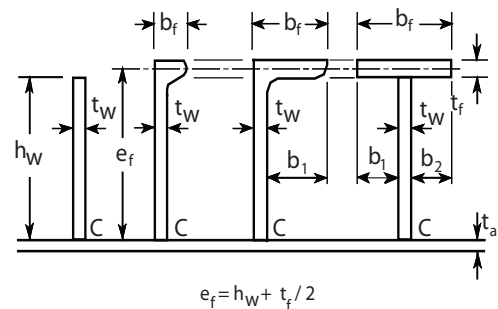 b_f b_f b_f
t_W t_W t_W t_W t_f
h_W e_f b_1 b_1 b_2
C C C C t_a
e_f = h_W + t_f / 2